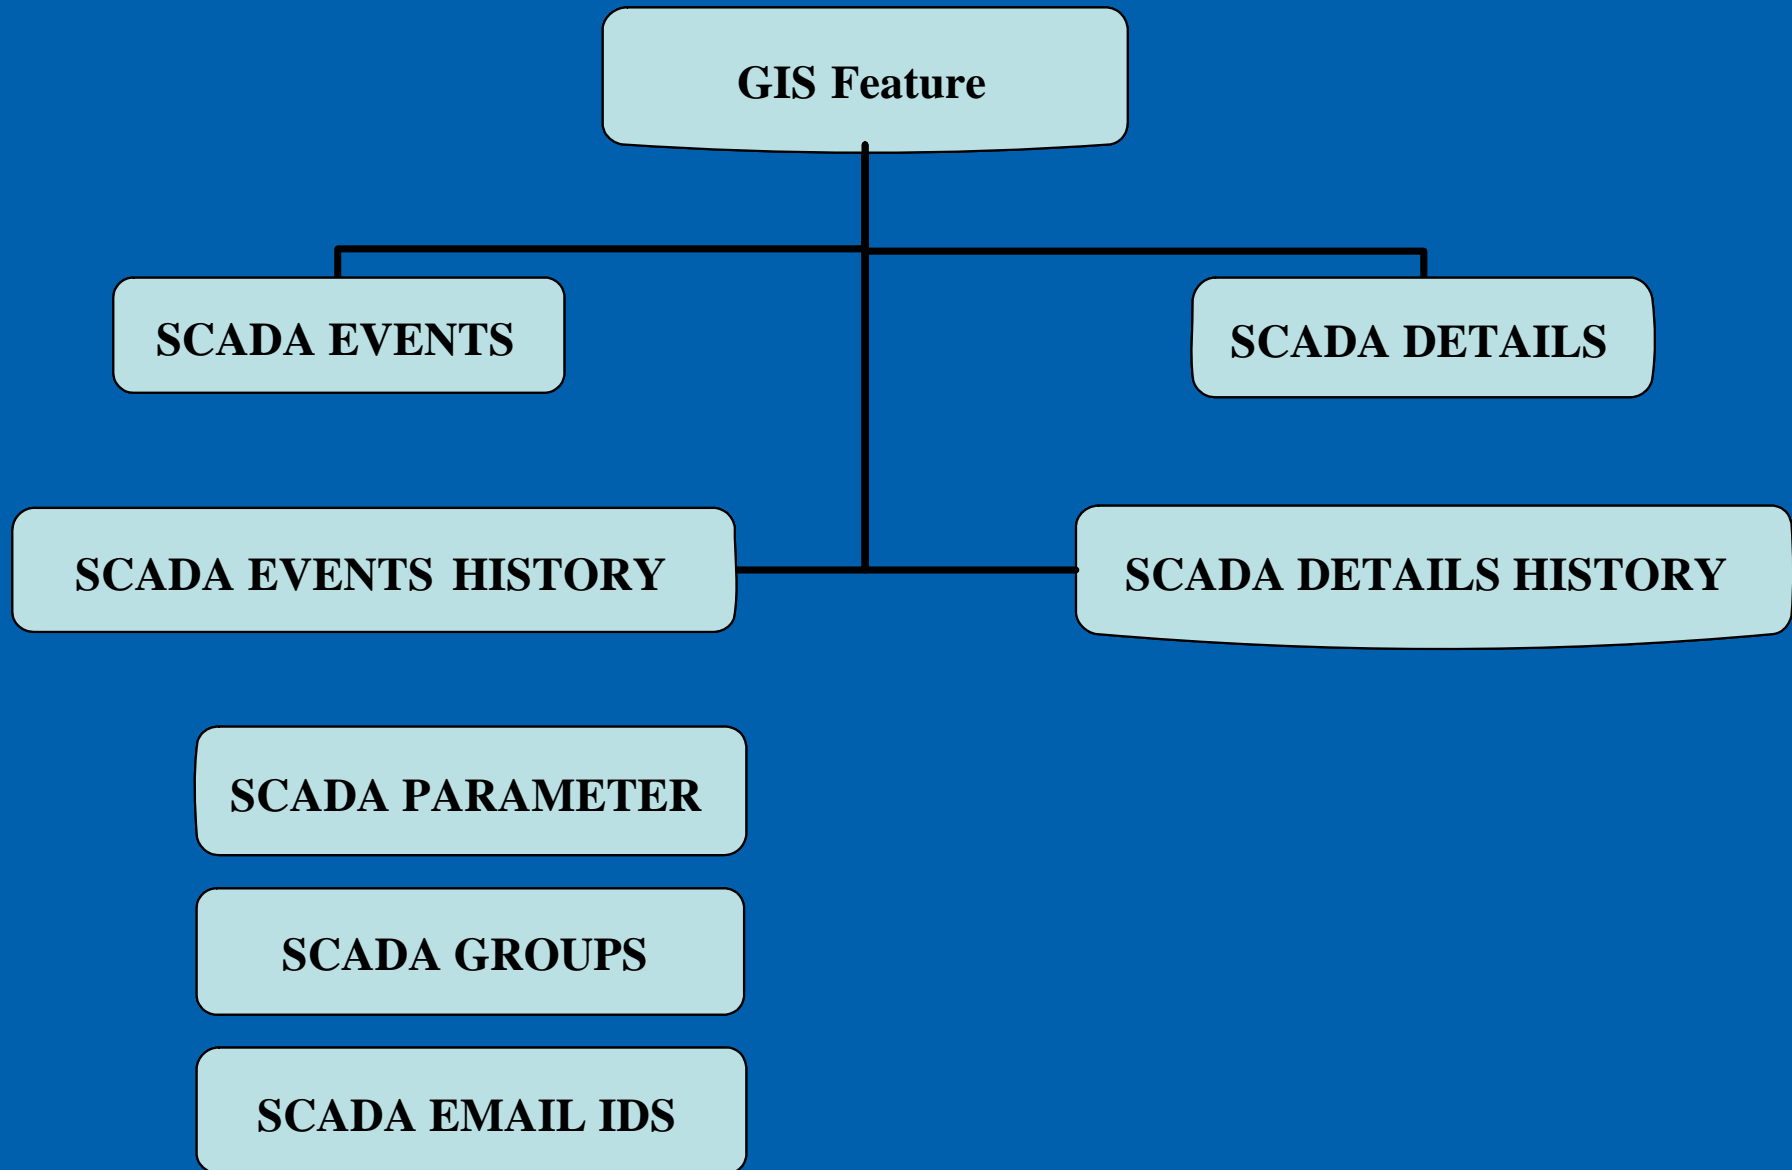 GIS Feature
SCADA EVENTS
SCADA DETAILS
SCADA EVENTS HISTORY
SCADA DETAILS HISTORY
SCADA PARAMETER
SCADA GROUPS
SCADA EMAIL IDS